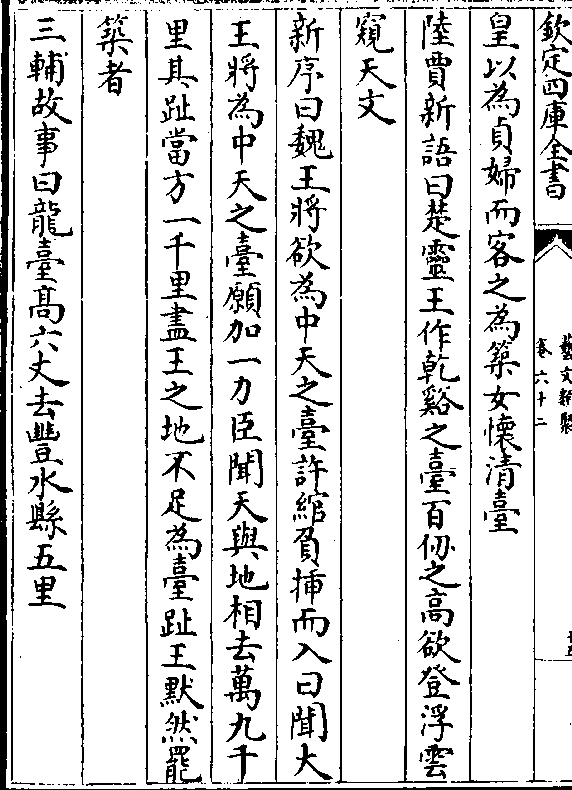 欽定四庫全書
藝文類聚
卷六十二
皇以為貞婦而客之為築女懷清臺
陸賈新語曰楚靈王作乾谿之臺百仞之高欲登浮雲
窺天文
新序曰魏王將欲為中天之臺許綰負揷而入曰聞大
王將為中天之臺願加一力臣聞天與地相去萬九千
里其趾當方一千里盡王之地不足為臺趾王默然罷
築者
三輔故事曰龍臺髙六丈去豐水縣五里